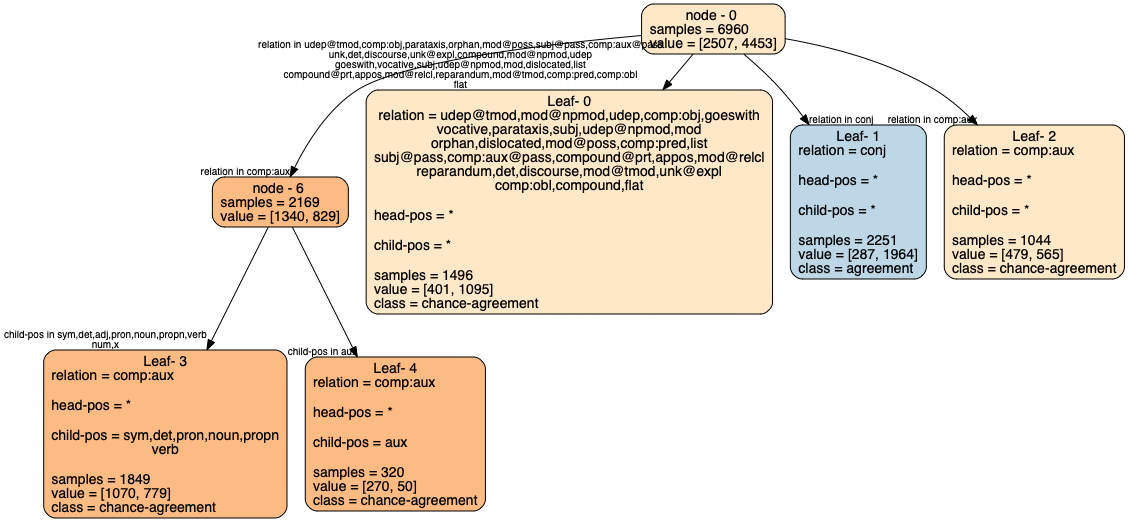 node - 0
samples = 6960
value = [2507, 4453]
relation in udep@tmod,comp:obj,parataxis,orphan,mod@poss,subj@pass,comp:aux@pass
unk,det,discourse,unk@expl,compound,mod@npmod,udep
goeswith,vocative,subj,udep@npmod,mod,dislocated,list
compound@prt,appos,mod@relcl,reparandum,mod@tmod,comp:pred,comp:obl
flat
Leaf- 0
relation = udep@tmod,mod@npmod,udep,comp:obj,goeswith
vocative,parataxis,subj,udep@npmod,mod
orphan,dislocated,mod@poss,comp:pred,list
subj@pass,comp:aux@pass,compound@prt,appos,mod@relcl
reparandum,det,discourse,mod@tmod,unk@expl
comp:obl,compound,flat
head-pos = *
child-pos = *
samples = 1496
value = [401, 1095]
class = chance-agreement
relation in conj
Leaf- 1
relation = conj
head-pos = *
child-pos = *
samples = 2251
value = [287, 1964]
class = agreement
relation in comp:aux
Leaf- 2
relation = comp:aux
head-pos = *
child-pos = *
samples = 1044
value = [479, 565]
class = chance-agreement
relation in comp:aux
node - 6
samples = 2169
value = [1340, 829]
child-pos in sym,det,adj,pron,noun,propn,verb
num,x
Leaf- 3
relation = comp:aux
head-pos = *
child-pos = sym,det,pron,noun,propn
verb
samples = 1849
value = [1070, 779]
class = chance-agreement
child-pos in aux
Leaf- 4
relation = comp:aux
head-pos = *
child-pos = aux
samples = 320
value = [270, 50]
class = chance-agreement